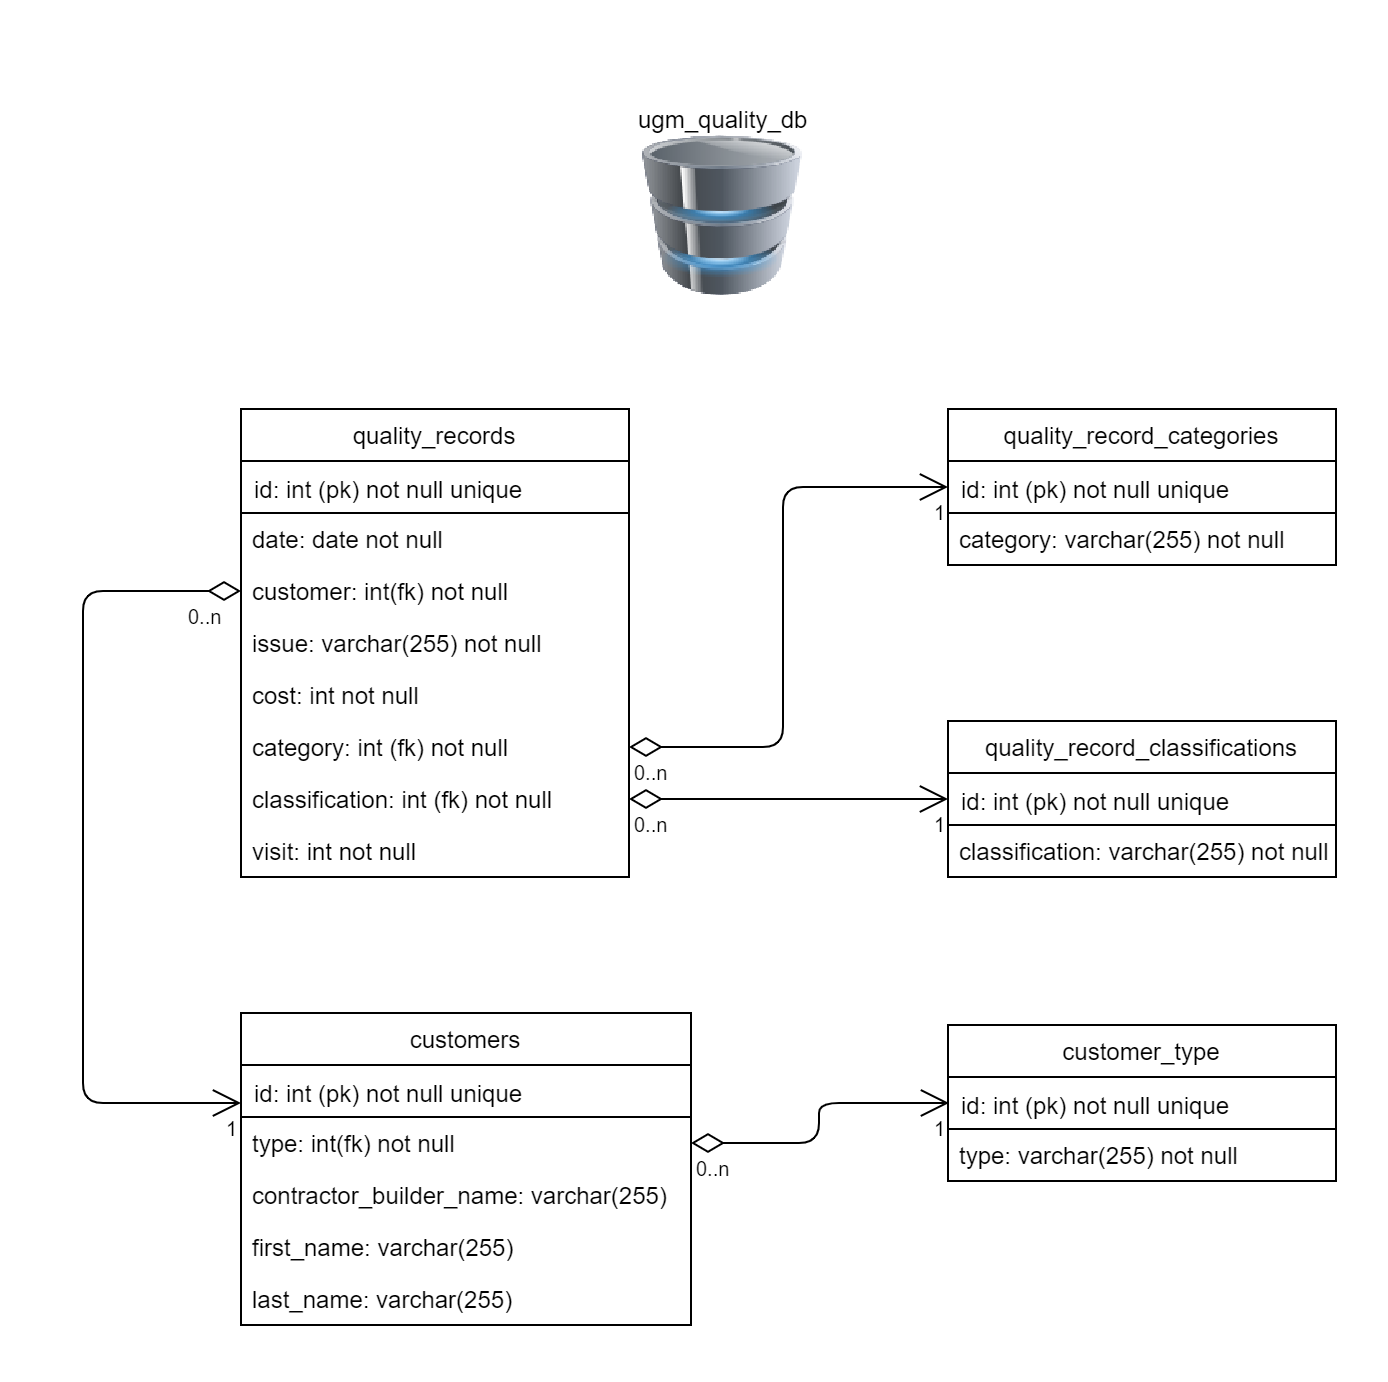 ugm_quality_db
quality_records
id: int (pk) not null unique
date: date not null
customer: int(fk) not null
issue: varchar(255) not null
cost: int not null
category: int (fk) not null
classification: int (fk) not null
visit: int not null
0..n
0..n
0..n
quality_record_categories
id: int (pk) not null unique
1
category: varchar(255) not null
quality_record_classifications
id: int (pk) not null unique
1
classification: varchar(255) not null
customers
id: int (pk) not null unique
1
type: int(fk) not null
0..n
contractor_builder_name: varchar(255)
first_name: varchar(255)
last_name: varchar(255)
customer_type
id: int (pk) not null unique
1
type: varchar(255) not null